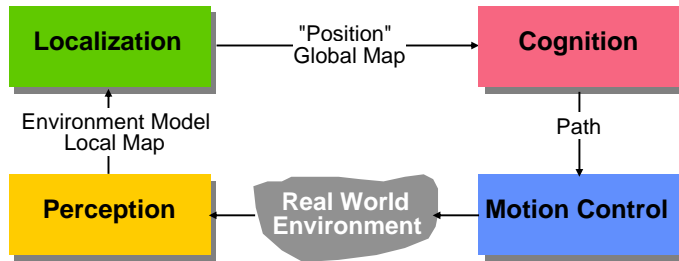 Localization
"Position"
Global Map
Cognition
Environment Model
Local Map
Path
Perception
Real World
Environment
Motion Control